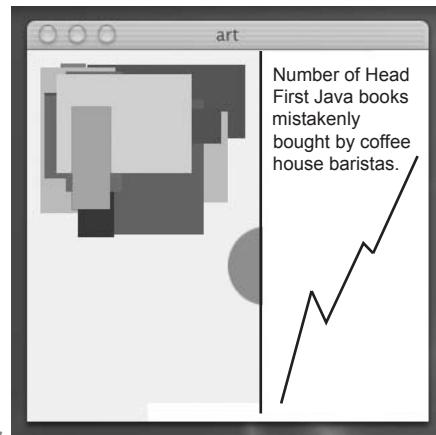 art
Number of Head
First Java books
mistakenly
bought by coffee
house baristas.